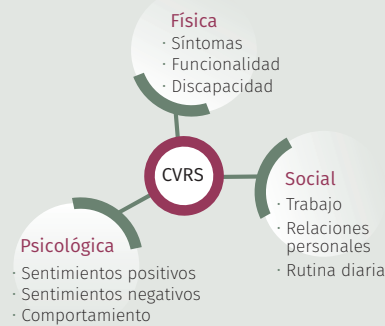 Física
· Síntomas
· Funcionalidad
· Discapacidad
CVRS
Social
· Trabajo
· Relaciones
personales
· Rutina diaria
Psicológica
· Sentimientos positivos
· Sentimientos negativos
· Comportamiento